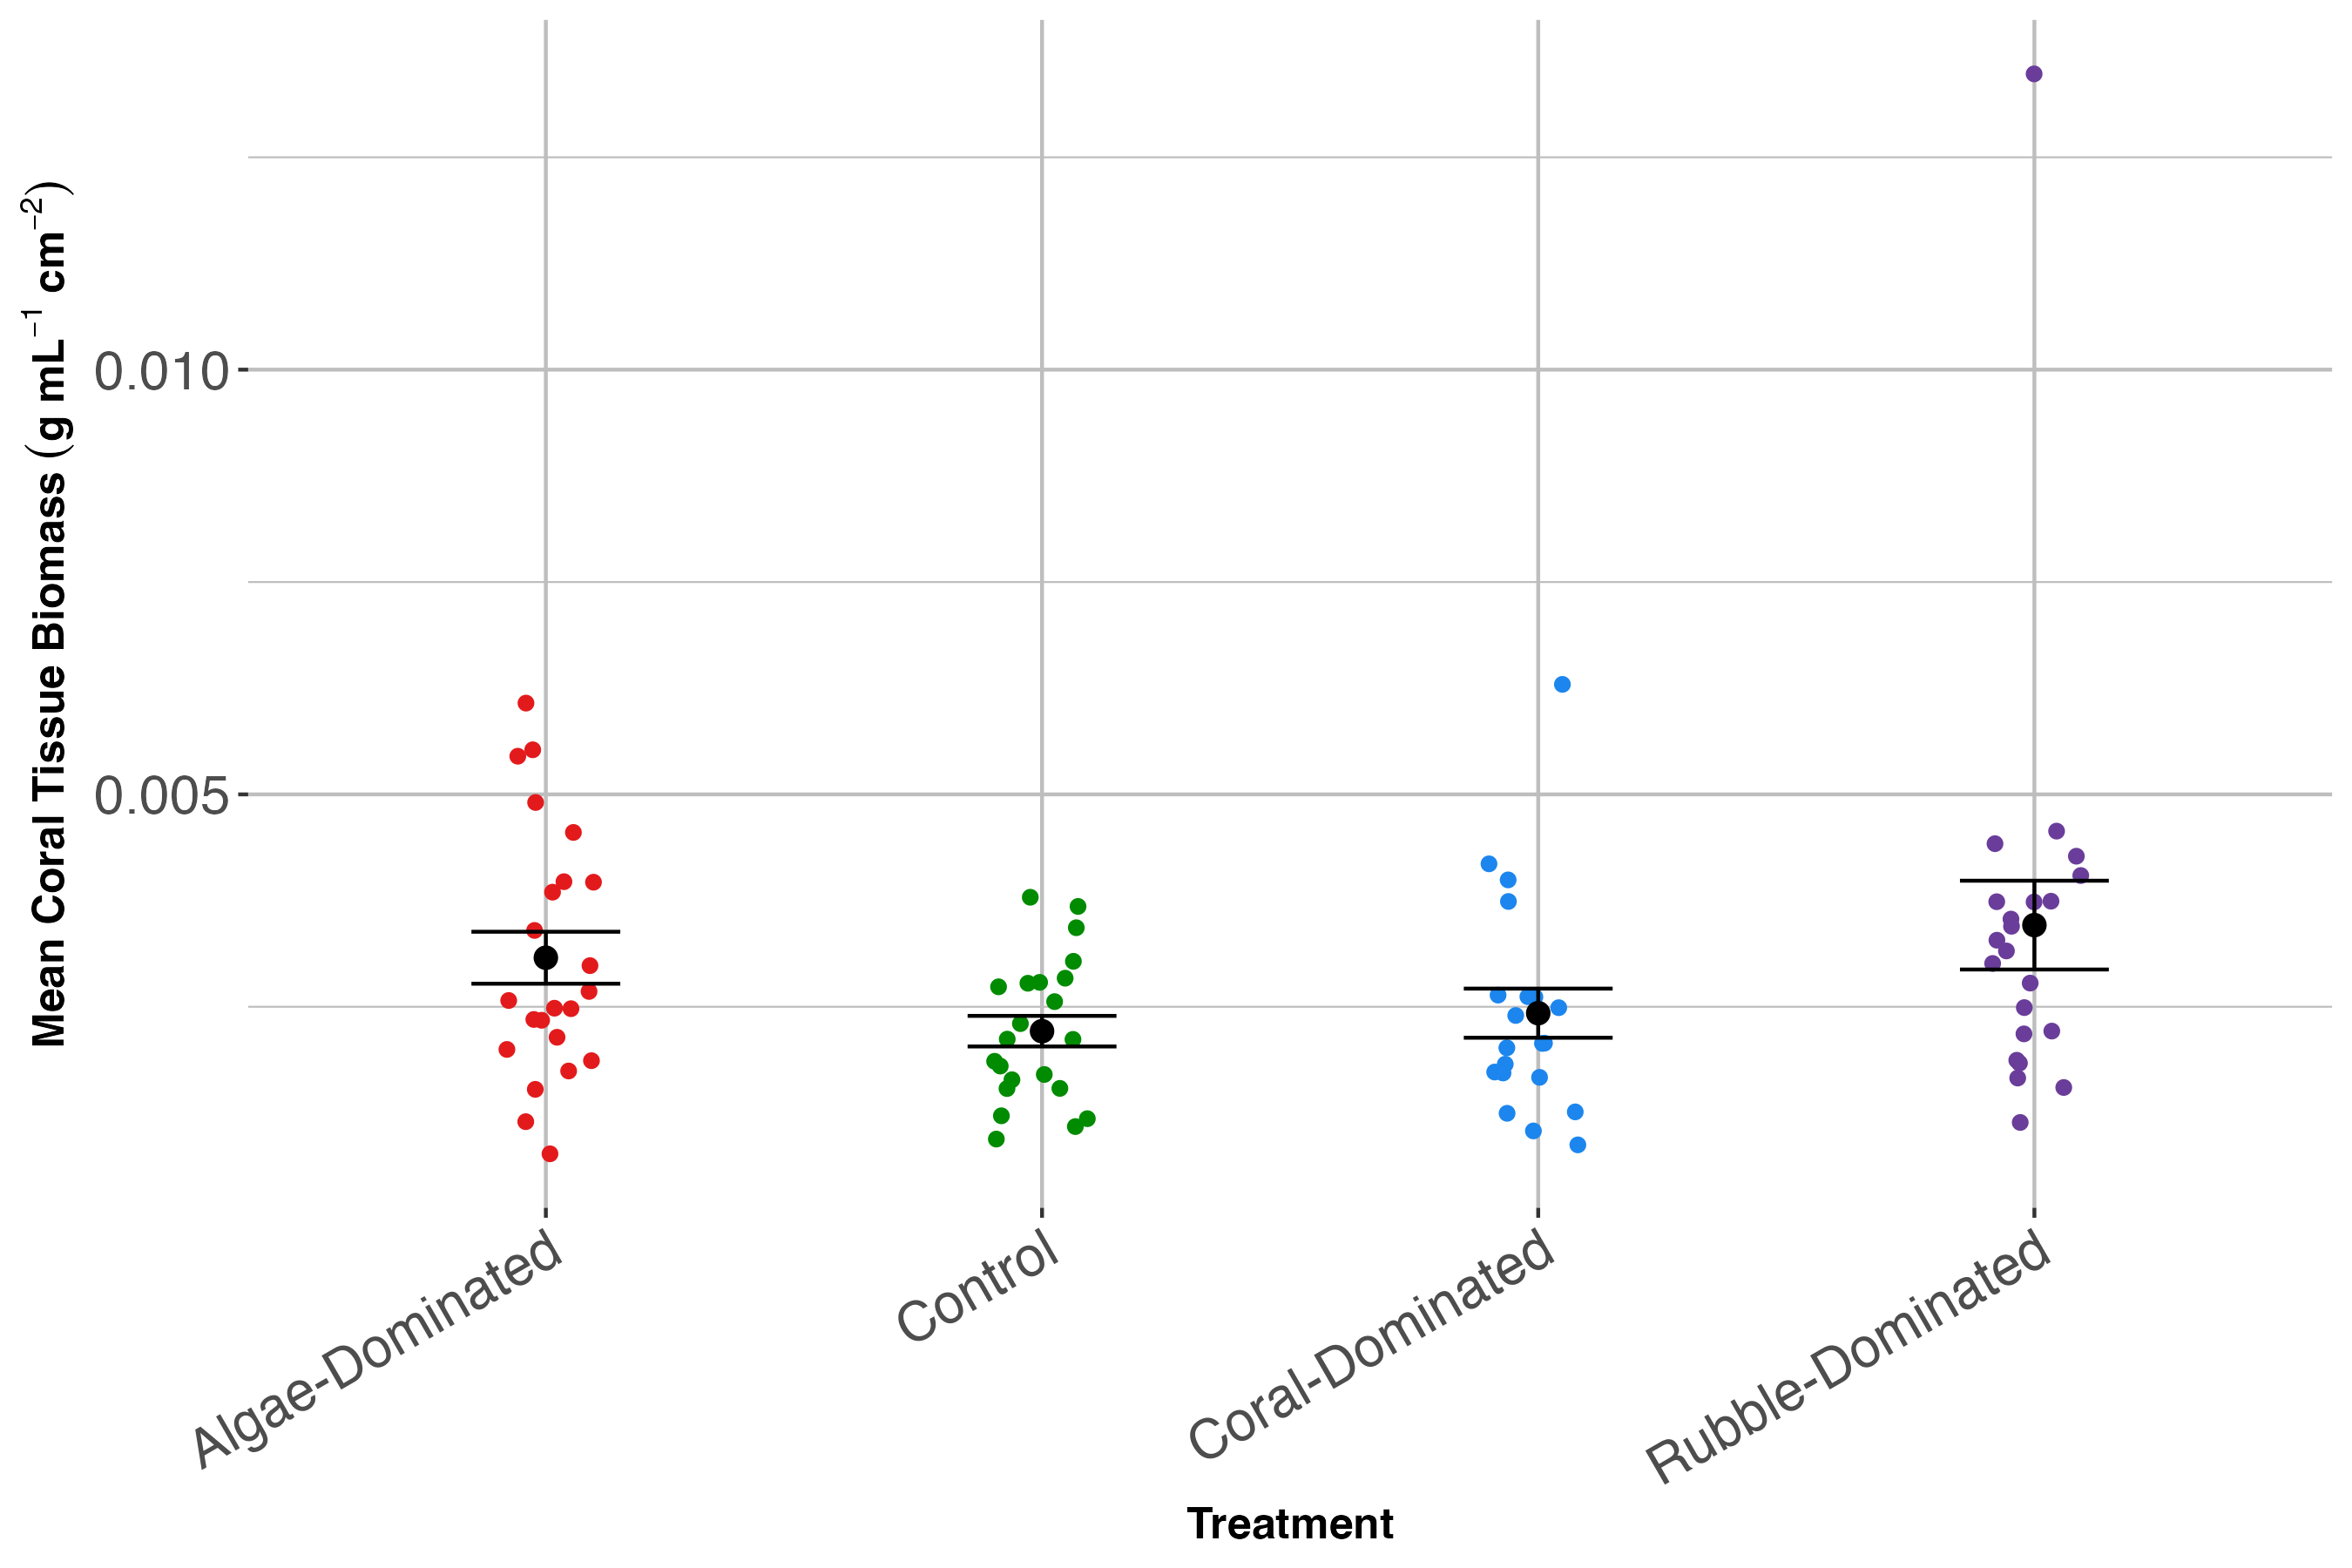 Mean Coral Tissue Biomass (g mL⁻¹ cm⁻²)
0.010
0.005
Algae-Dominated
Control
Coral-Dominated
Rubble-Dominated
Treatment